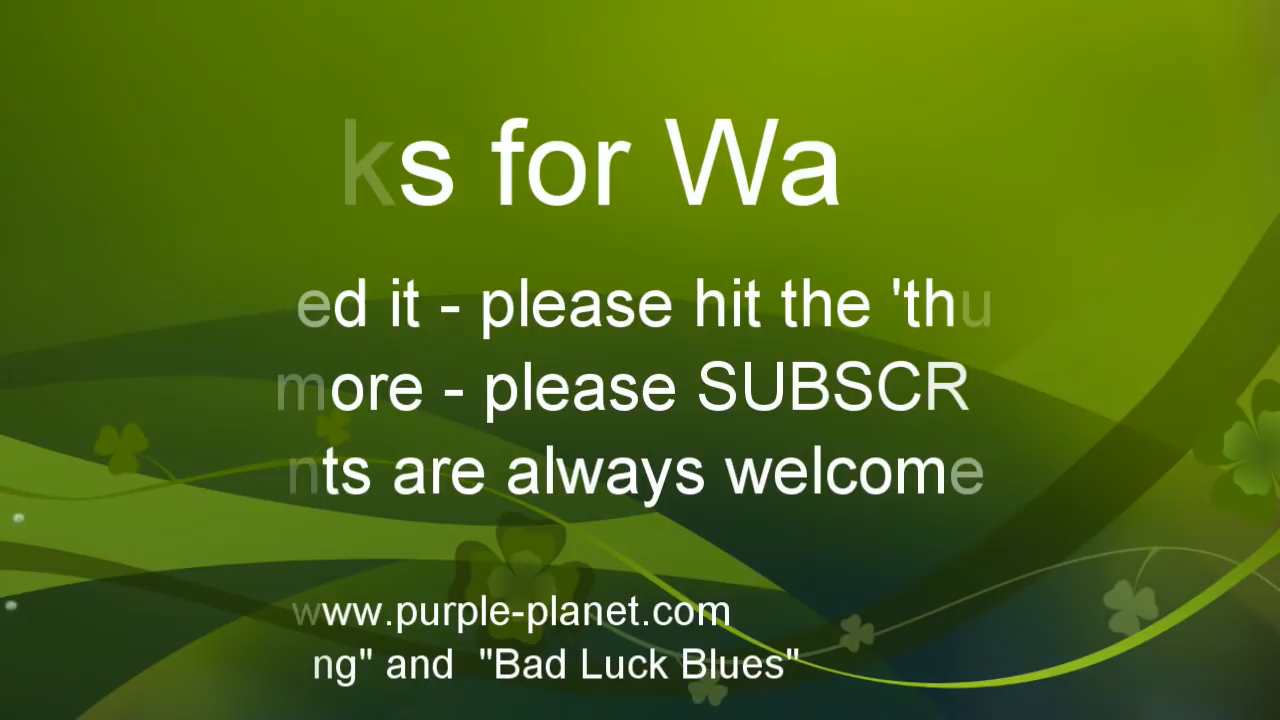 ks for Wa
ed it - please hit the 'thu
more - please SUBSCR
nts are always welcome
www.purple-planet.com
ng" and "Bad Luck Blues"